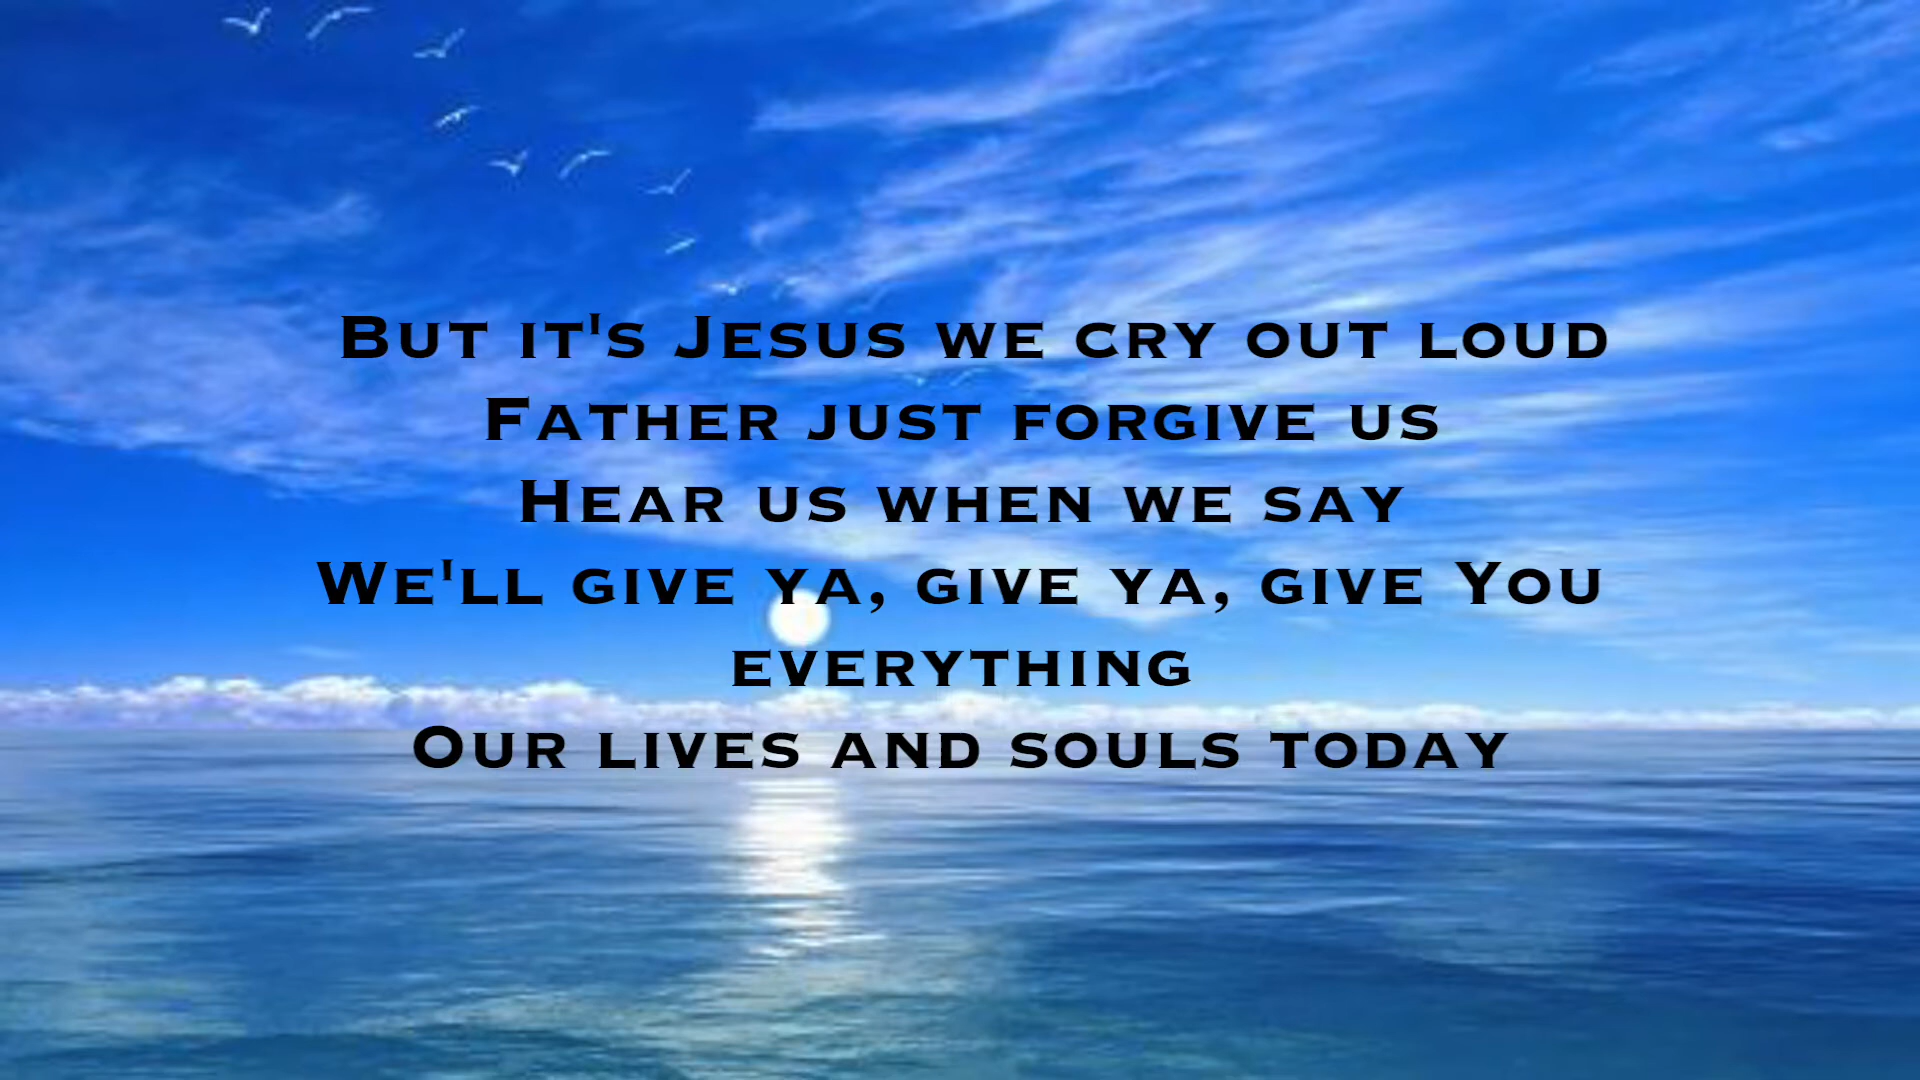 But it's Jesus we cry out loud
Father just forgive us
Hear us when we say
We'll give ya, give ya, give You
everything
Our lives and souls today